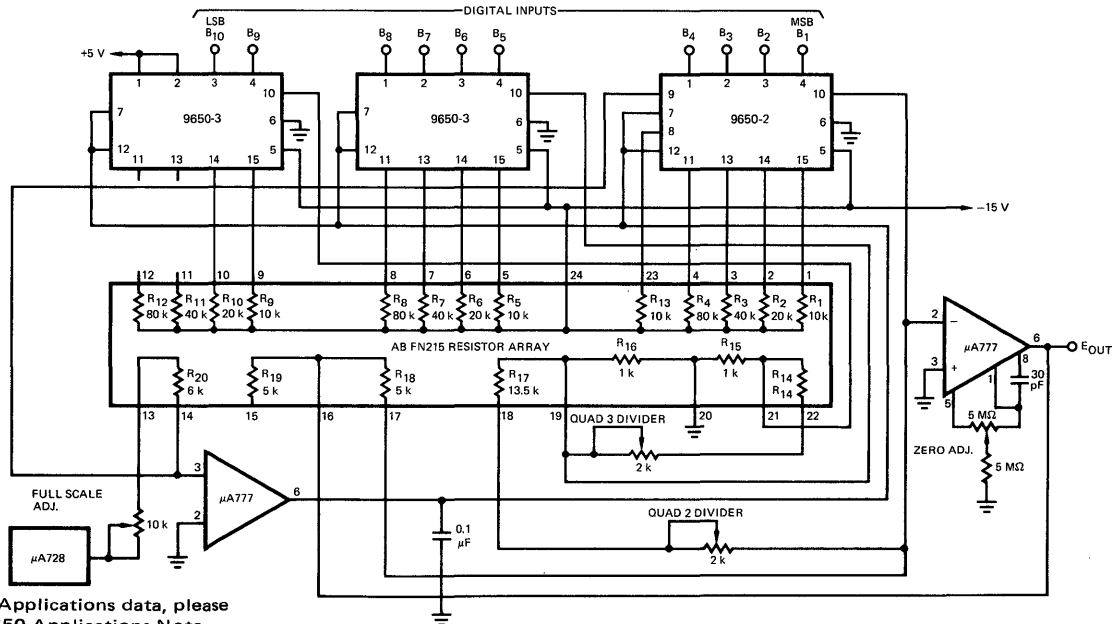 DIGITAL INPUTS
LSB MSB
B10 B9 B8 B7 B6 B5 B4 B3 B2 B1
+5 V
1 2 3 4 1 2 3 4 1 2 3 4
7 10 7 10 9 10
9650-3 9650-3 9650-2
6 6 7 6
8
12 5 12 5 12 5
11 13 14 15 11 13 14 15 11 13 14 15
−15 V
12 11 10 9 8 7 6 5 24 23 4 3 2 1
R12 R11 R10 R9 R8 R7 R6 R5 R13 R4 R3 R2 R1
80 k 40 k 20 k 10 k 80 k 40 k 20 k 10 k 10 k 80 k 40 k 20 k 10k
AB FN215 RESISTOR ARRAY
R16 R15
1 k 1 k
R20 R19 R18 R17 R14
6 k 5 k 5 k 13.5 k R14
13 14 15 16 17 18 19 20 21 22
QUAD 3 DIVIDER
2 k
2 −
μA777
3 +
6 EOUT
8
1
30 pF
5
5 MΩ
ZERO ADJ.
5 MΩ
FULL SCALE
ADJ.
10 k
μA728
3
μA777
2
6
0.1
μF
QUAD 2 DIVIDER
2 k
Applications data, please